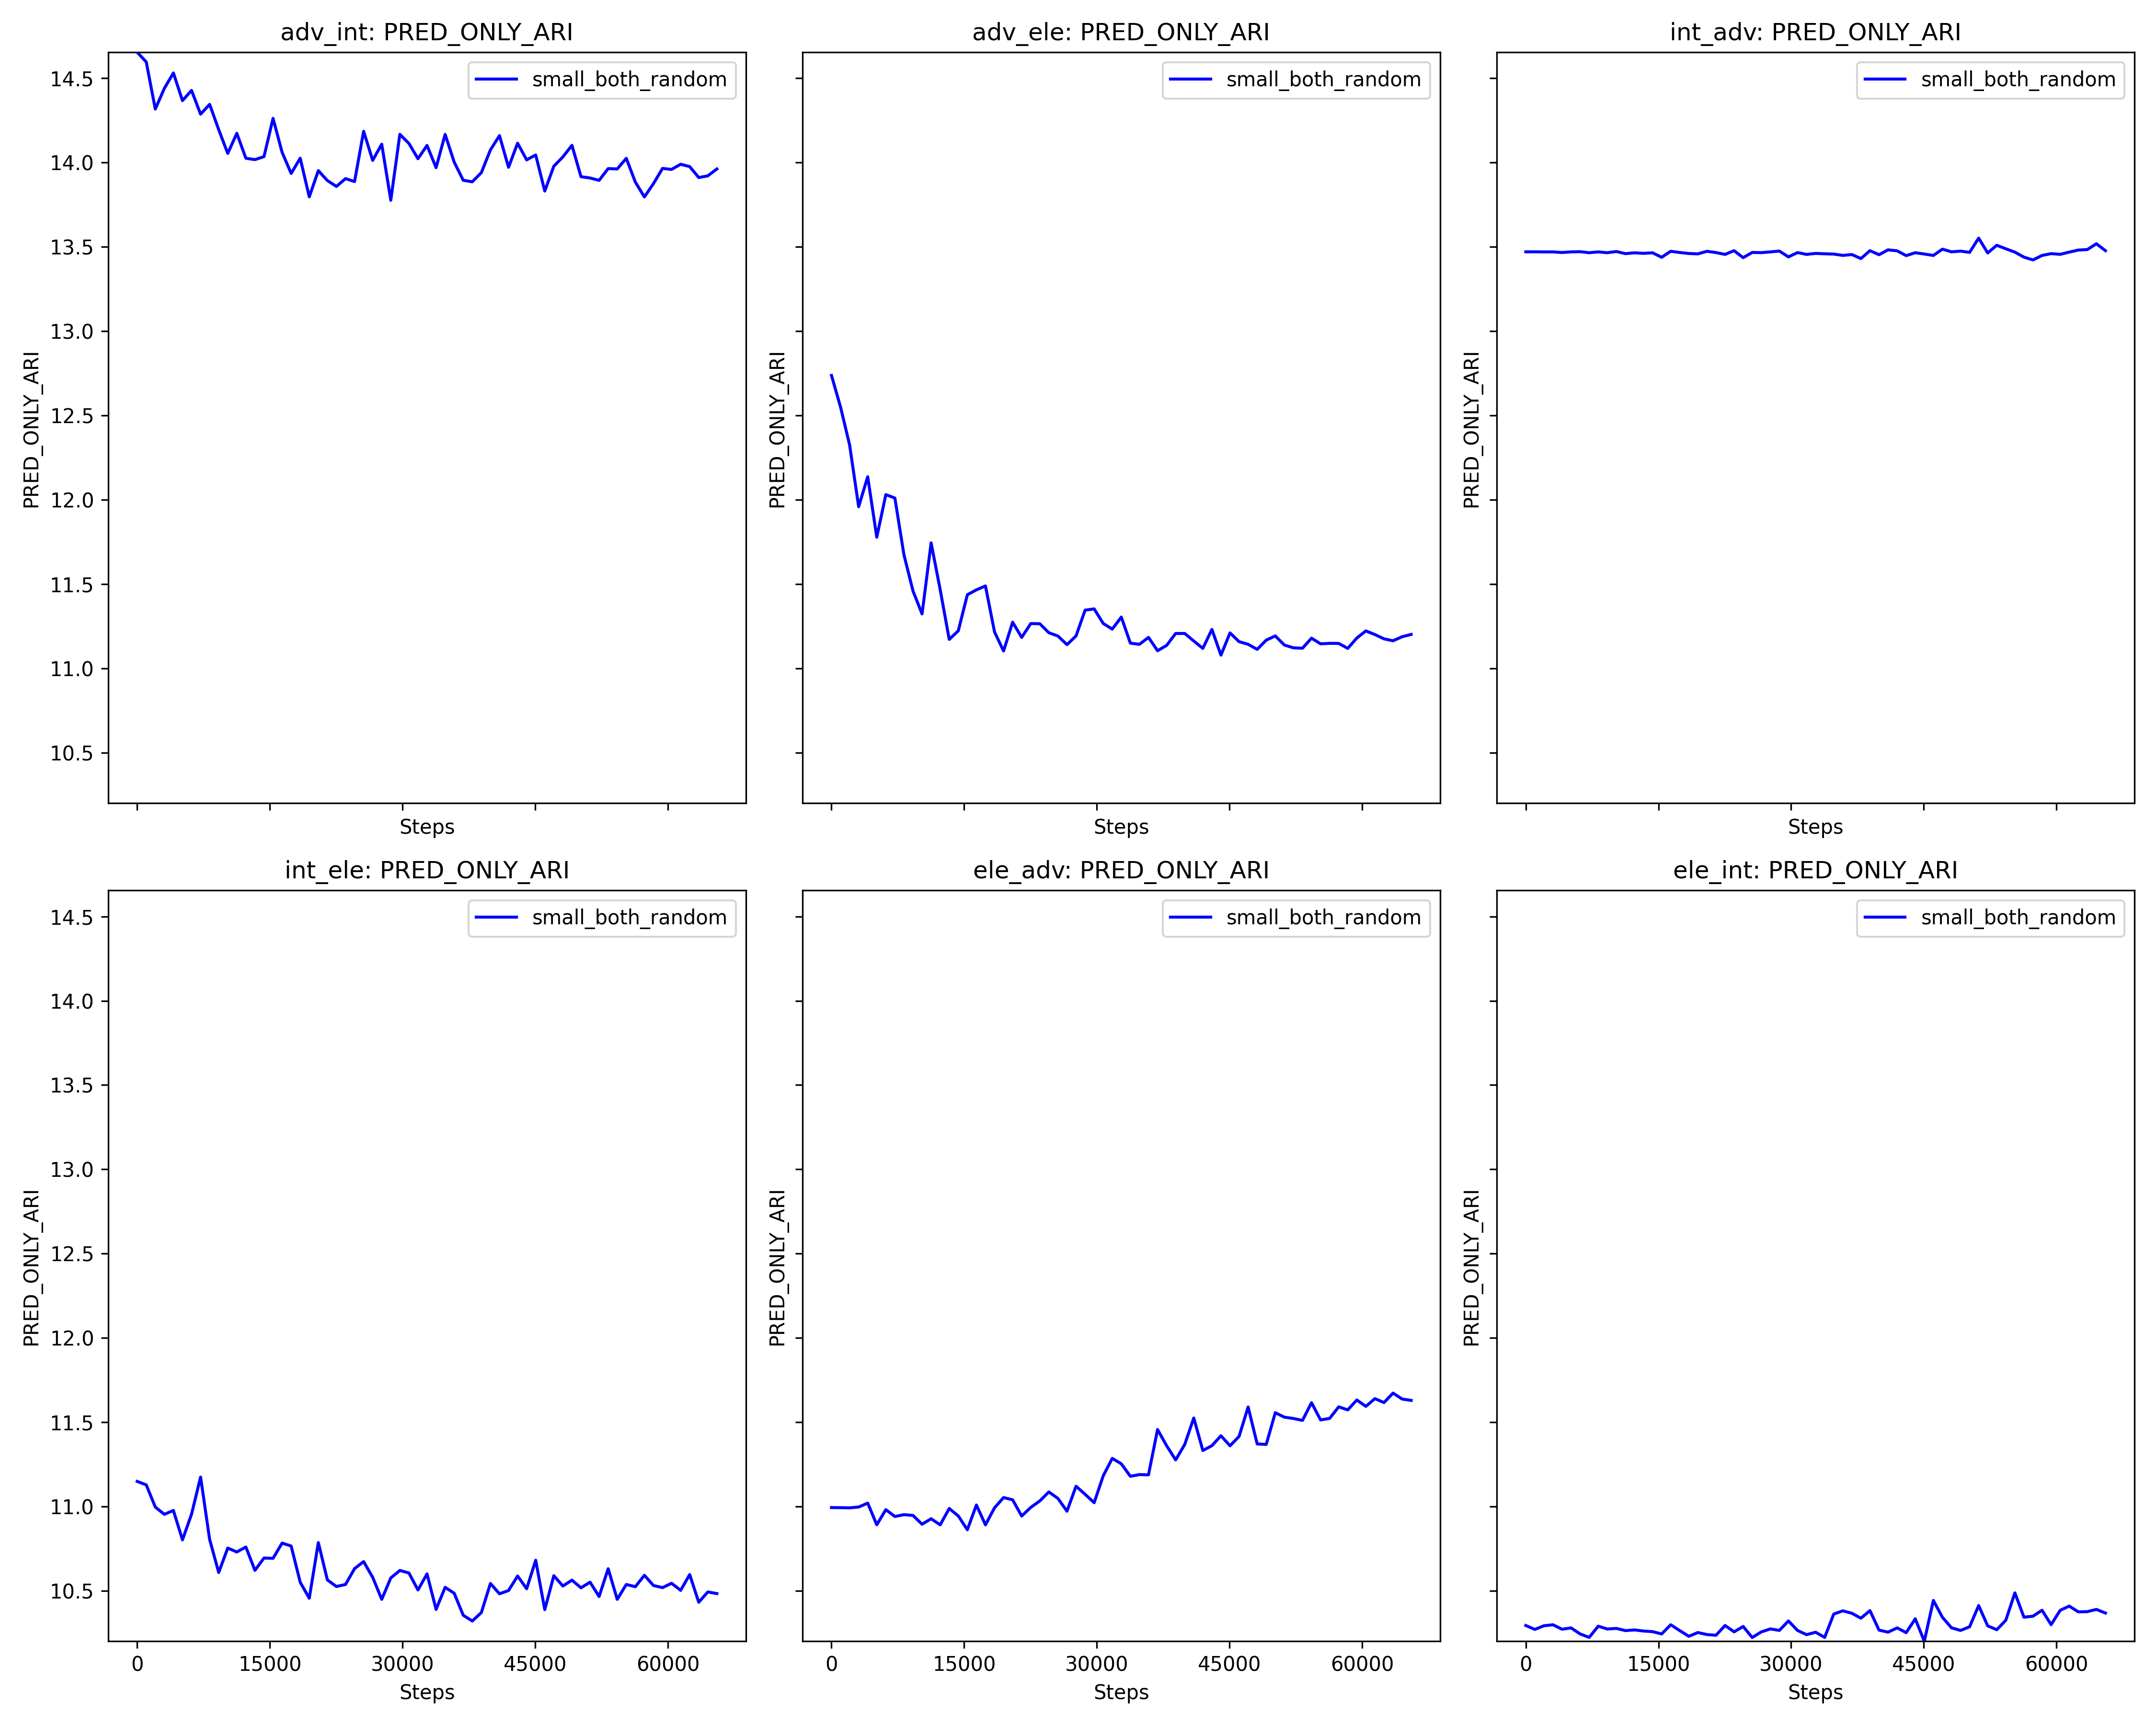 adv_int: PRED_ONLY_ARI
adv_ele: PRED_ONLY_ARI
int_adv: PRED_ONLY_ARI
small_both_random
small_both_random
small_both_random
14.5
14.0
13.5
13.0
12.5
12.0
11.5
11.0
10.5
PRED_ONLY_ARI
PRED_ONLY_ARI
PRED_ONLY_ARI
Steps
Steps
Steps
int_ele: PRED_ONLY_ARI
ele_adv: PRED_ONLY_ARI
ele_int: PRED_ONLY_ARI
small_both_random
small_both_random
small_both_random
14.5
14.0
13.5
13.0
12.5
12.0
11.5
11.0
10.5
PRED_ONLY_ARI
PRED_ONLY_ARI
PRED_ONLY_ARI
0 15000 30000 45000 60000
0 15000 30000 45000 60000
0 15000 30000 45000 60000
Steps
Steps
Steps